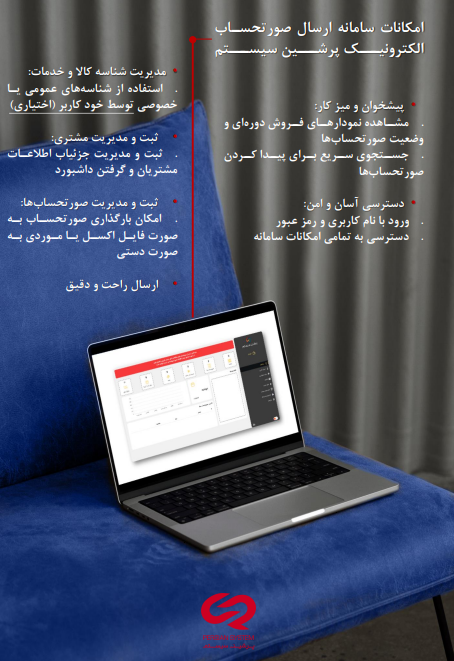 امکانات سامانه ارسال صورتحساب
الکترونیک پرشین سیستم
پیشخوان و میز کار:
. مشاهده نمودارهای فروش دوره‌ای و
وضعیت صورتحساب‌ها
. جستجوی سریع برای پیدا کردن
صورتحساب‌ها
دسترسی آسان و امن:
. ورود با نام کاربری و رمز عبور
. دسترسی به تمامی امکانات سامانه
مدیریت شناسه کالا و خدمات:
. استفاده از شناسه‌های عمومی یا
خصوصی توسط خود کاربر (اختیاری)
ثبت و مدیریت مشتری:
. ثبت و مدیریت جزئیات اطلاعات
مشتریان و گرفتن داشبورد
ثبت و مدیریت صورتحساب‌ها:
. امکان بارگذاری صورتحساب به
صورت فایل اکسل یا موردی به
صورت دستی
ارسال راحت و دقیق